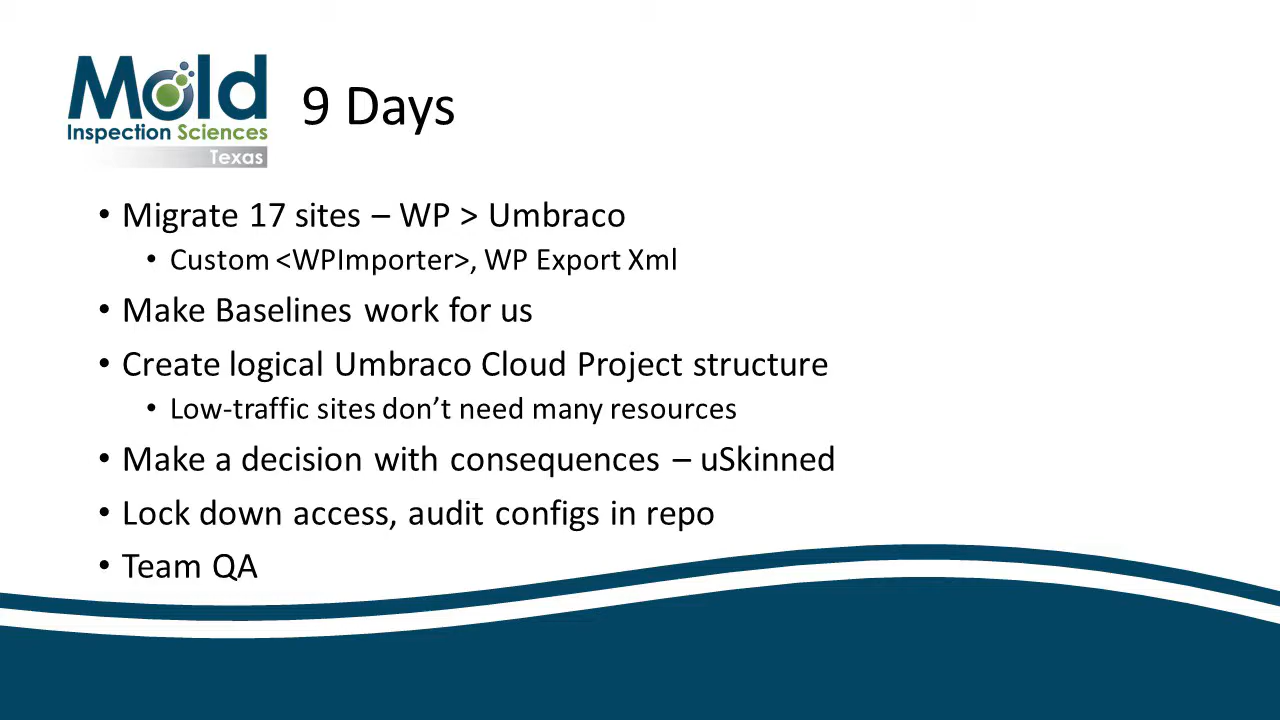 Mold
Inspection Sciences
Texas
9 Days
• Migrate 17 sites – WP > Umbraco
• Custom <WPImporter>, WP Export Xml
• Make Baselines work for us
• Create logical Umbraco Cloud Project structure
• Low-traffic sites don’t need many resources
• Make a decision with consequences – uSkinned
• Lock down access, audit configs in repo
• Team QA